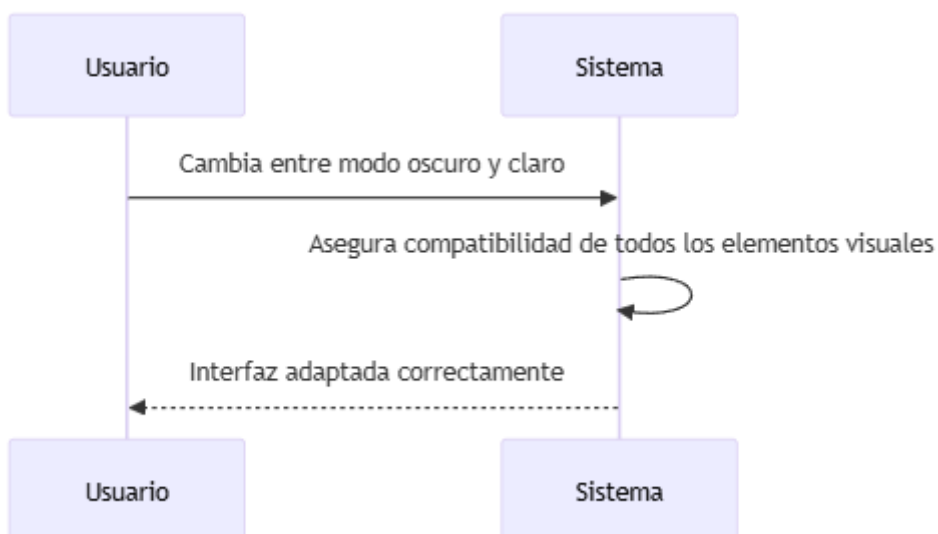 Usuario
Sistema
Cambia entre modo oscuro y claro
Asegura compatibilidad de todos los elementos visuales
Interfaz adaptada correctamente
Usuario
Sistema